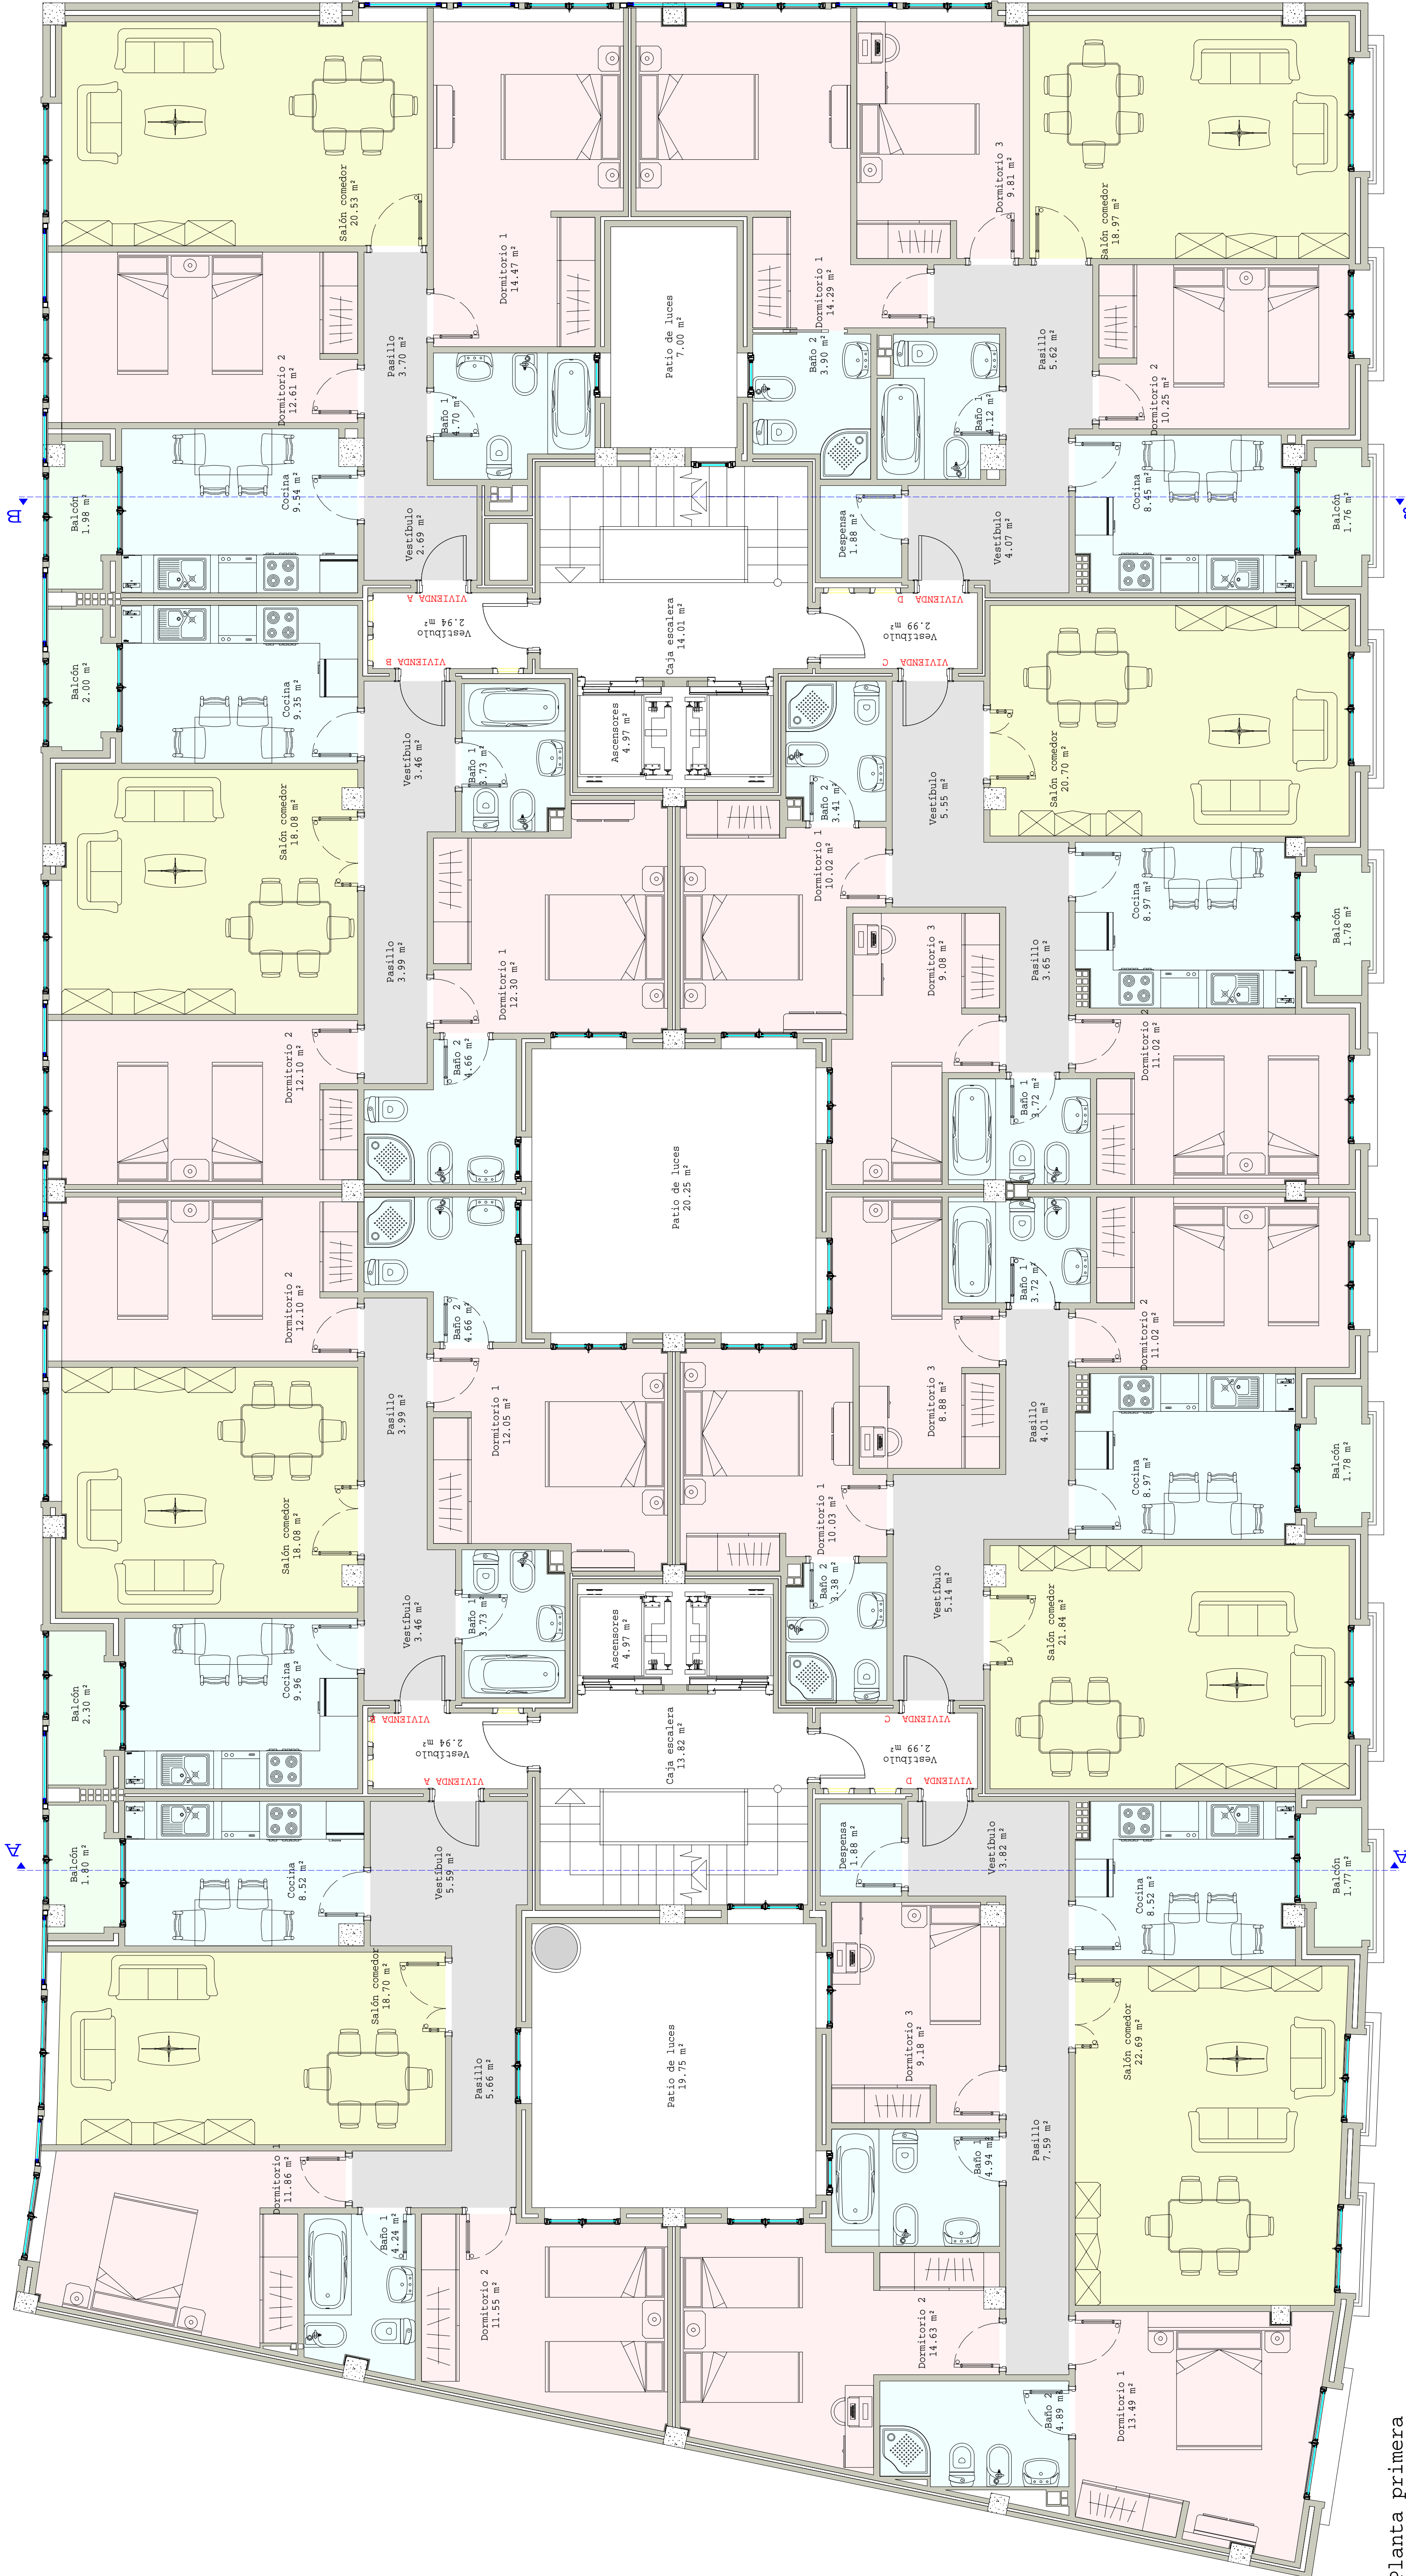 Salón comedor
20.53 m²
Dormitorio 1
14.47 m²
Dormitorio 2
12.61 m²
Pasillo
3.70 m²
Baño 1
4.70 m²
Cocina
9.54 m²
Balcón
1.98 m²
Vestíbulo
2.69 m²
Patio de luces
7.00 m²
Dormitorio 1
14.29 m²
Baño 2
3.90 m²
Baño 1
4.12 m²
Dormitorio 3
9.81 m²
Salón comedor
18.97 m²
Pasillo
5.62 m²
Dormitorio 2
10.25 m²
Cocina
8.45 m²
Balcón
1.76 m²
Despensa
1.88 m²
Vestíbulo
4.07 m²
B
VIVIENDA A
Vestíbulo
2.94 m²
VIVIENDA B
Caja escalera
14.01 m²
VIVIENDA D
Vestíbulo
2.99 m²
VIVIENDA C
Ascensores
4.97 m²
Balcón
2.00 m²
Cocina
9.35 m²
Vestíbulo
3.46 m²
Baño 1
3.73 m²
Salón comedor
18.08 m²
Pasillo
3.99 m²
Dormitorio 1
12.30 m²
Dormitorio 2
12.10 m²
Baño 2
4.66 m²
Baño 2
3.41 m²
Dormitorio 1
10.02 m²
Vestíbulo
5.55 m²
Salón comedor
20.70 m²
Dormitorio 3
9.08 m²
Pasillo
3.65 m²
Cocina
8.97 m²
Balcón
1.78 m²
Dormitorio 2
11.02 m²
Baño 1
3.72 m²
Patio de luces
20.25 m²
Dormitorio 2
12.10 m²
Baño 2
4.66 m²
Pasillo
3.99 m²
Dormitorio 1
12.05 m²
Salón comedor
18.08 m²
Vestíbulo
3.46 m²
Baño 1
3.73 m²
Cocina
9.96 m²
Balcón
2.30 m²
Baño 1
3.72 m²
Dormitorio 2
11.02 m²
Dormitorio 3
8.88 m²
Pasillo
4.01 m²
Cocina
8.97 m²
Balcón
1.78 m²
Dormitorio 1
10.03 m²
Baño 2
3.38 m²
Vestíbulo
5.14 m²
Salón comedor
21.84 m²
Ascensores
4.97 m²
VIVIENDA B
Vestíbulo
2.94 m²
VIVIENDA A
Caja escalera
13.82 m²
VIVIENDA C
Vestíbulo
2.99 m²
VIVIENDA D
A
A
Balcón
1.80 m²
Cocina
8.52 m²
Vestíbulo
5.59 m²
Salón comedor
18.70 m²
Pasillo
5.66 m²
Dormitorio 1
11.86 m²
Baño 1
4.24 m²
Dormitorio 2
11.55 m²
Patio de luces
19.75 m²
Despensa
1.88 m²
Vestíbulo
3.82 m²
Cocina
8.52 m²
Balcón
1.77 m²
Dormitorio 3
9.18 m²
Salón comedor
22.69 m²
Baño 1
4.94 m²
Pasillo
7.59 m²
Dormitorio 2
14.63 m²
Baño 2
4.89 m²
Dormitorio 1
13.49 m²
Planta primera